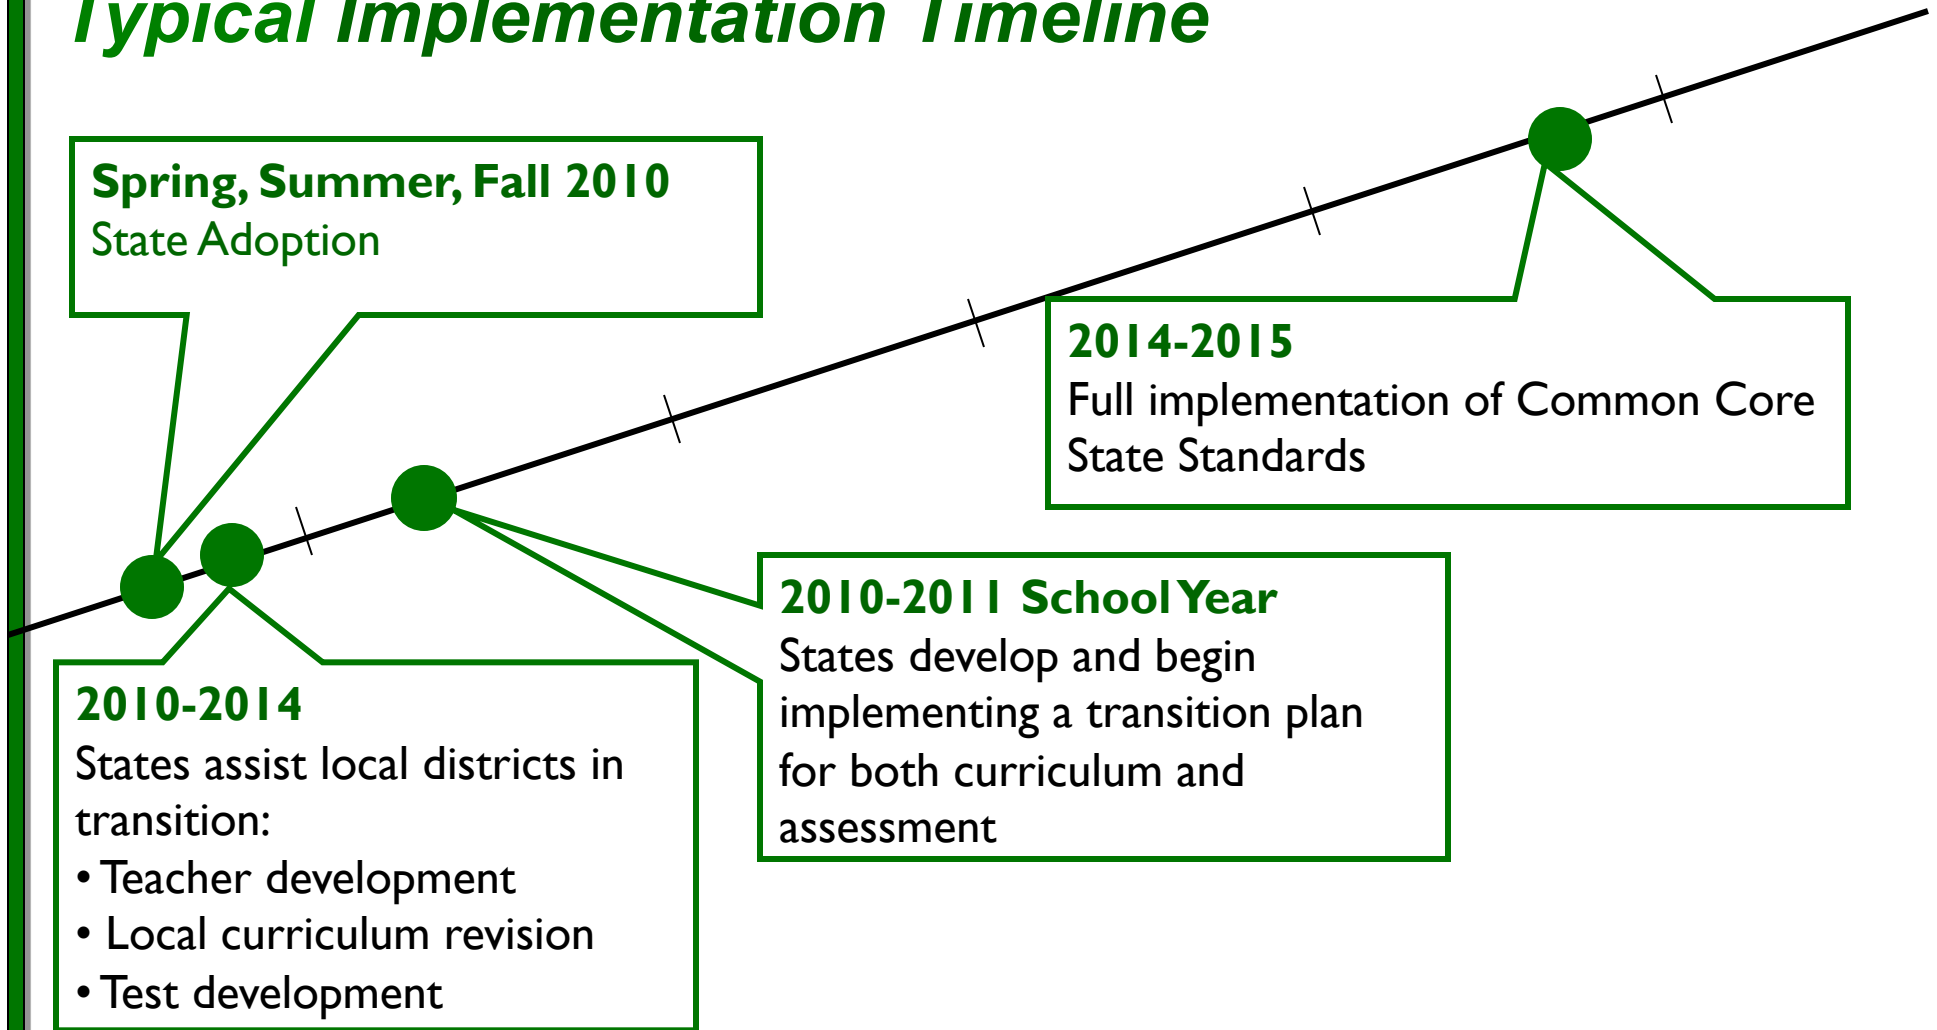 Typical Implementation Timeline
Spring, Summer, Fall 2010
State Adoption
2014-2015
Full implementation of Common Core
State Standards
2010-2011 School Year
States develop and begin
implementing a transition plan
for both curriculum and
assessment
2010-2014
States assist local districts in
transition:
• Teacher development
• Local curriculum revision
• Test development